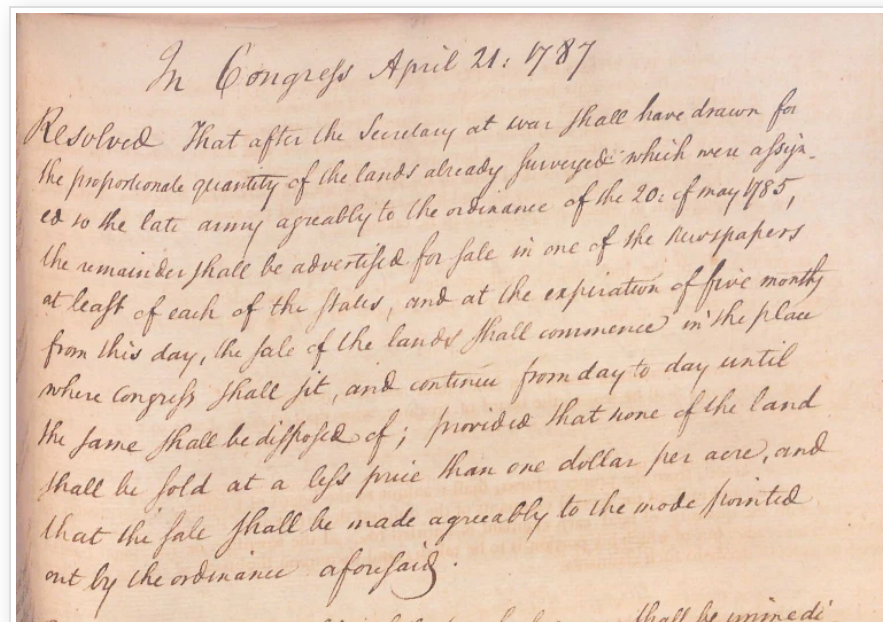 In Congress April 21: 1787
Resolved That after the Secretary at war shall have drawn for
the proportionate quantity of the lands already surveyed which were assign-
ed to the late army agreably to the ordinance of the 20: of may 1785,
the remainder shall be advertised for sale in one of the Newspapers
at least of each of the states, and at the expiration of five months
from this day, the sale of the lands shall commence in the place
where Congress shall sit, and continue from day to day until
the same shall be disposed of; provided that none of the land
shall be sold at a less price than one dollar per acre, and
that the sale shall be made agreeably to the mode pointed
out by the ordinance aforesaid.
shall be immedi